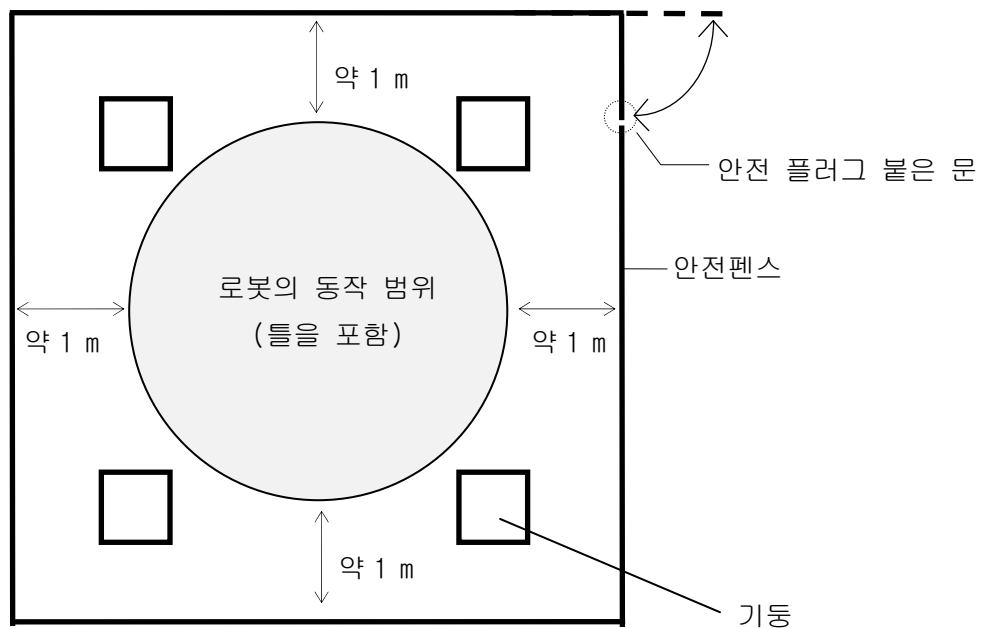 약 1 m
안전 플러그 붙은 문
안전펜스
로봇의 동작 범위
(틀을 포함)
약 1 m
약 1 m
약 1 m
기둥